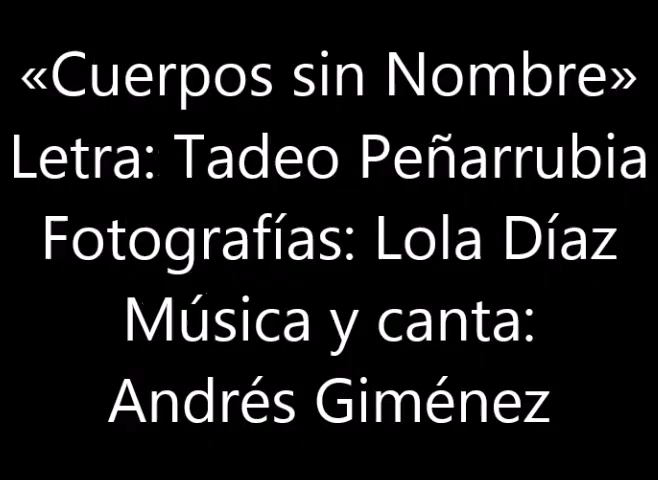 «Cuerpos sin Nombre»
Letra: Tadeo Peñarrubia
Fotografías: Lola Díaz
Música y canta:
Andrés Giménez